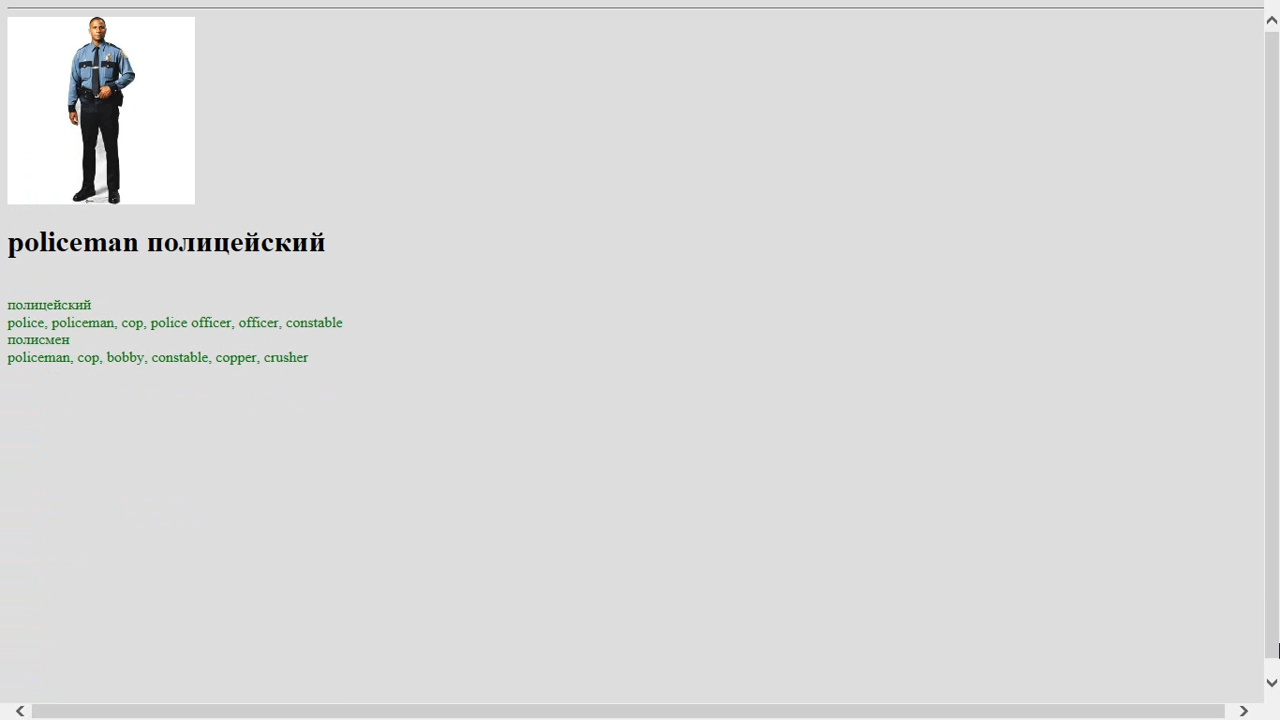 policeman полицейский
полицейский
police, policeman, cop, police officer, officer, constable
полисмен
policeman, cop, bobby, constable, copper, crusher